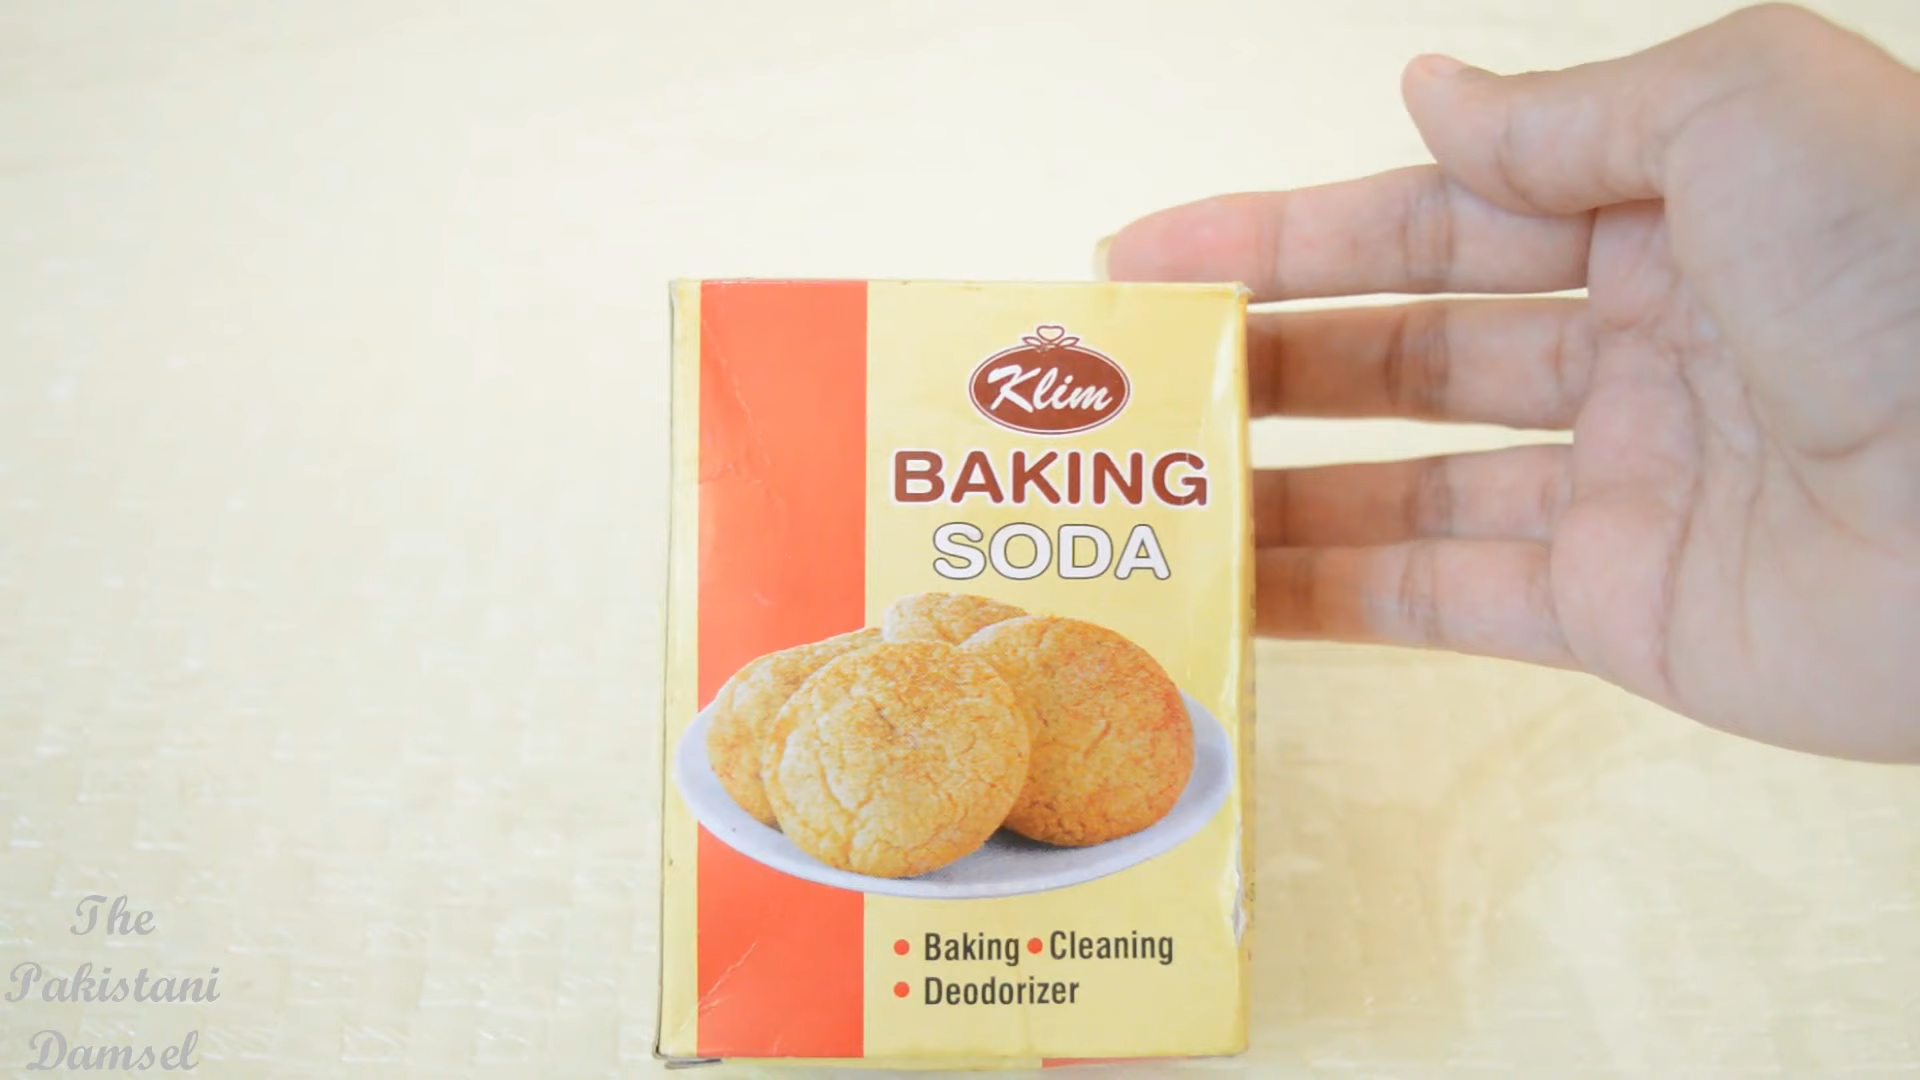 Klim
BAKING
SODA
• Baking • Cleaning
• Deodorizer
The
Pakistani
Damsel